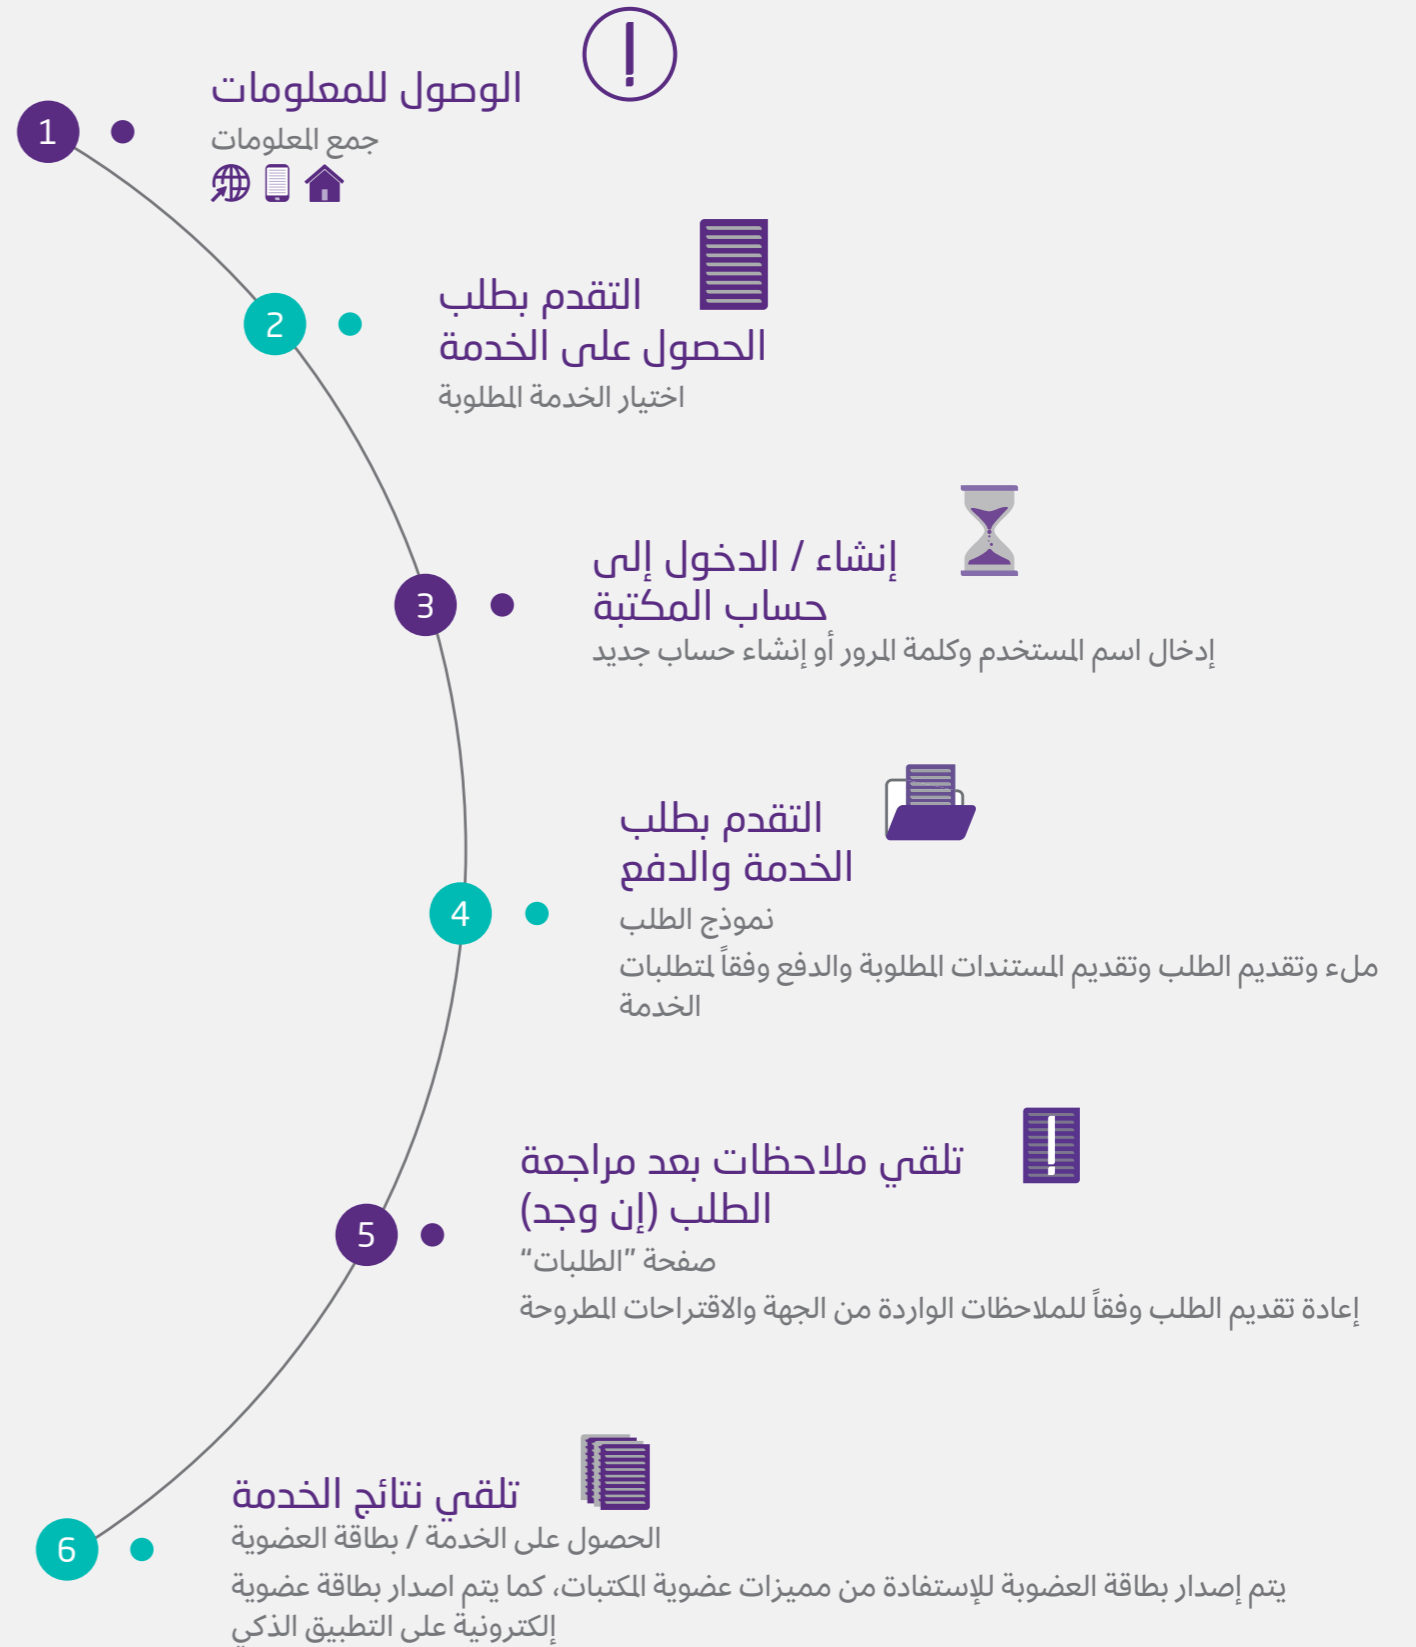 1
الوصول للمعلومات
جمع المعلومات
2
التقدم بطلب
الحصول على الخدمة
اختيار الخدمة المطلوبة
3
إنشاء / الدخول إلى
حساب المكتبة
إدخال اسم المستخدم وكلمة المرور أو إنشاء حساب جديد
4
التقدم بطلب
الخدمة والدفع
نموذج الطلب
ملء وتقديم الطلب وتقديم المستندات المطلوبة والدفع وفقاً لمتطلبات
الخدمة
5
تلقي ملاحظات بعد مراجعة
الطلب (إن وجد)
صفحة ”الطلبات“
إعادة تقديم الطلب وفقاً للملاحظات الواردة من الجهة والاقتراحات المطروحة
6
تلقي نتائج الخدمة
الحصول على الخدمة / بطاقة العضوية
يتم إصدار بطاقة العضوبة للإستفادة من مميزات عضوية المكتبات، كما يتم اصدار بطاقة عضوية
إلكترونية على التطبيق الذكي